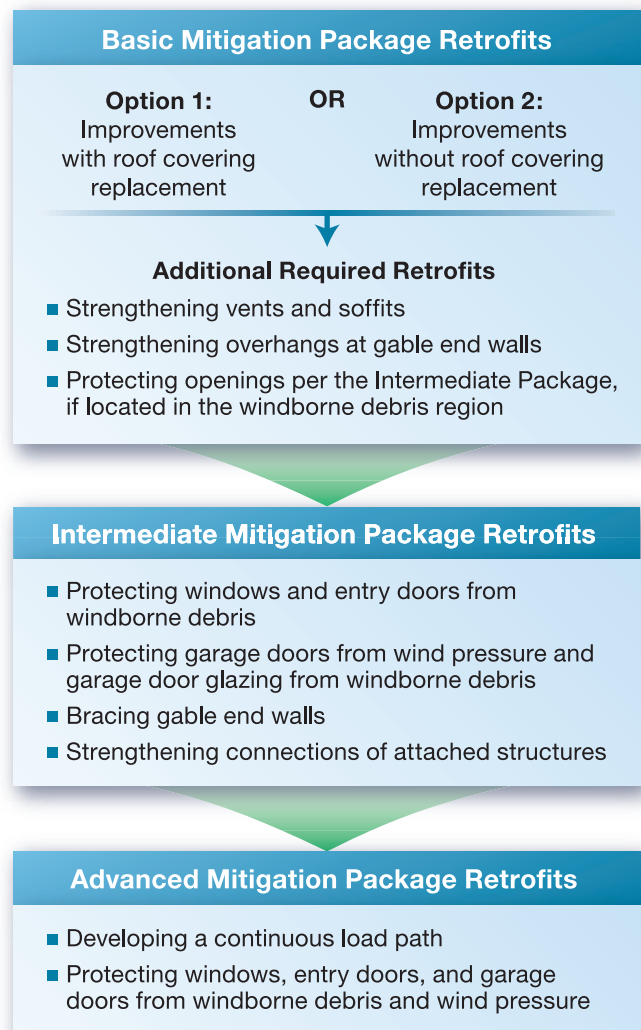 Basic Mitigation Package Retrofits
Option 1:
Improvements
with roof covering
replacement
OR
Option 2:
Improvements
without roof covering
replacement
Additional Required Retrofits
■ Strengthening vents and soffits
■ Strengthening overhangs at gable end walls
■ Protecting openings per the Intermediate Package,
if located in the windborne debris region
Intermediate Mitigation Package Retrofits
■ Protecting windows and entry doors from
windborne debris
■ Protecting garage doors from wind pressure and
garage door glazing from windborne debris
■ Bracing gable end walls
■ Strengthening connections of attached structures
Advanced Mitigation Package Retrofits
■ Developing a continuous load path
■ Protecting windows, entry doors, and garage
doors from windborne debris and wind pressure